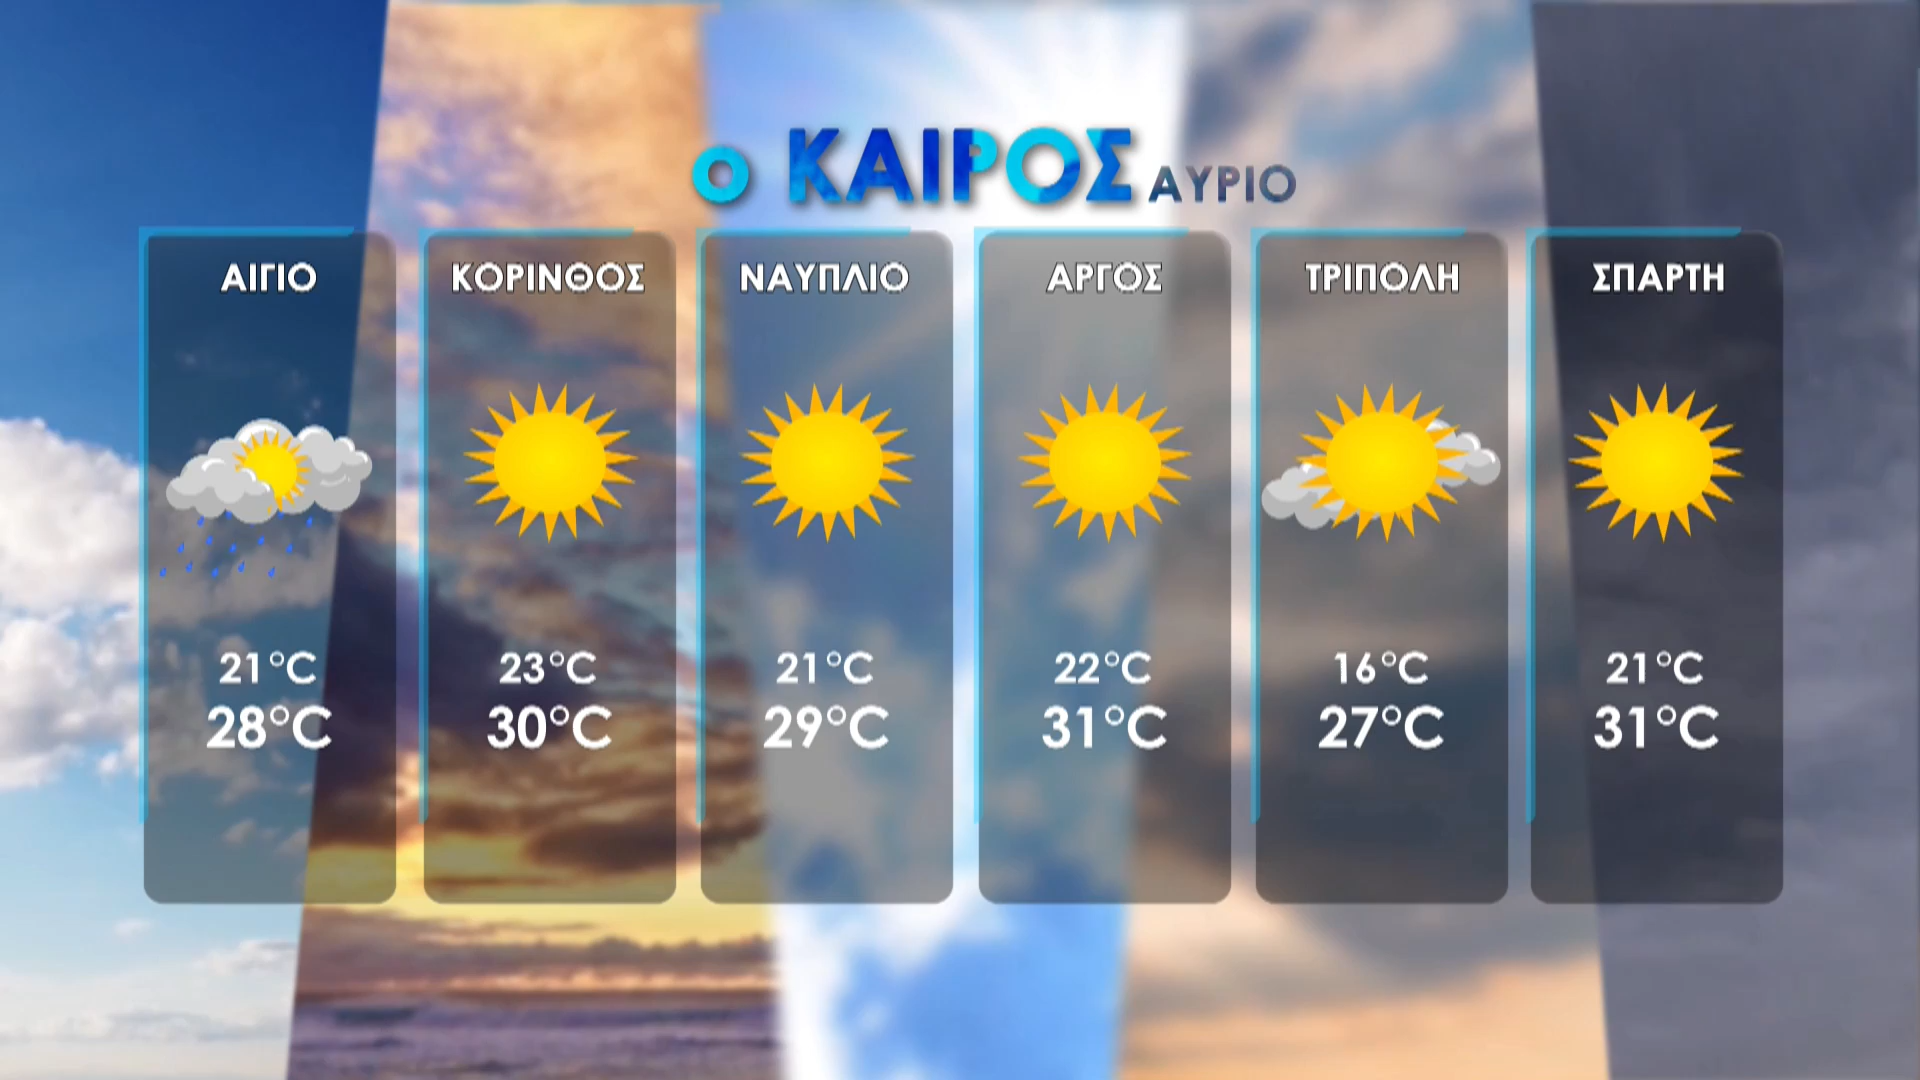 ο ΚΑΙΡΟΣ ΑΥΡΙΟ
ΑΙΓΙΟ
21°C
28°C
ΚΟΡΙΝΘΟΣ
23°C
30°C
ΝΑΥΠΛΙΟ
21°C
29°C
ΑΡΓΟΣ
22°C
31°C
ΤΡΙΠΟΛΗ
16°C
27°C
ΣΠΑΡΤΗ
21°C
31°C